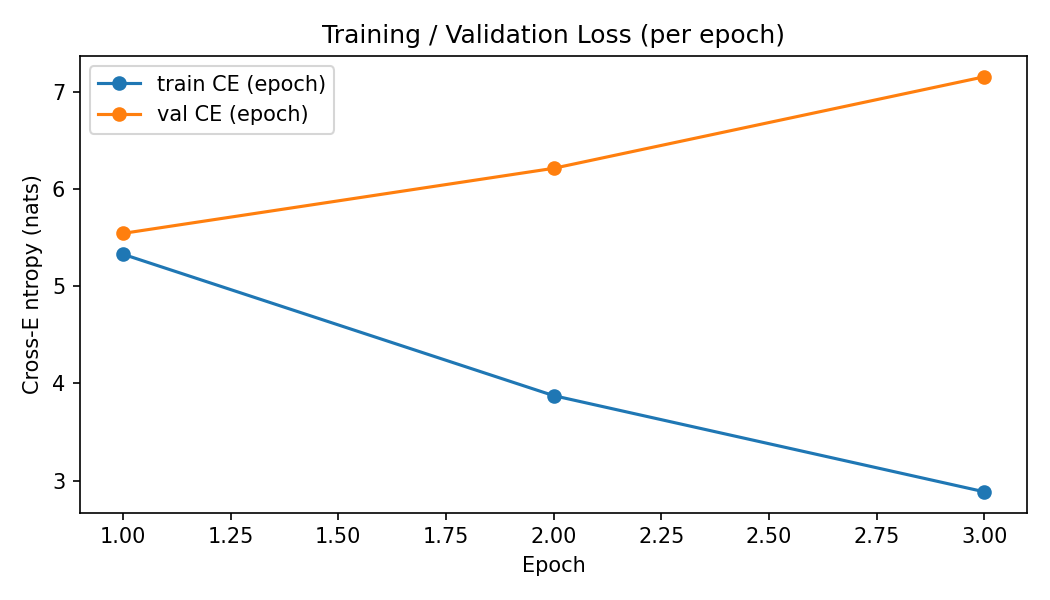 Training / Validation Loss (per epoch)
train CE (epoch)
val CE (epoch)
Cross-E ntropy (nats)
7
6
5
4
3
1.00 1.25 1.50 1.75 2.00 2.25 2.50 2.75 3.00
Epoch